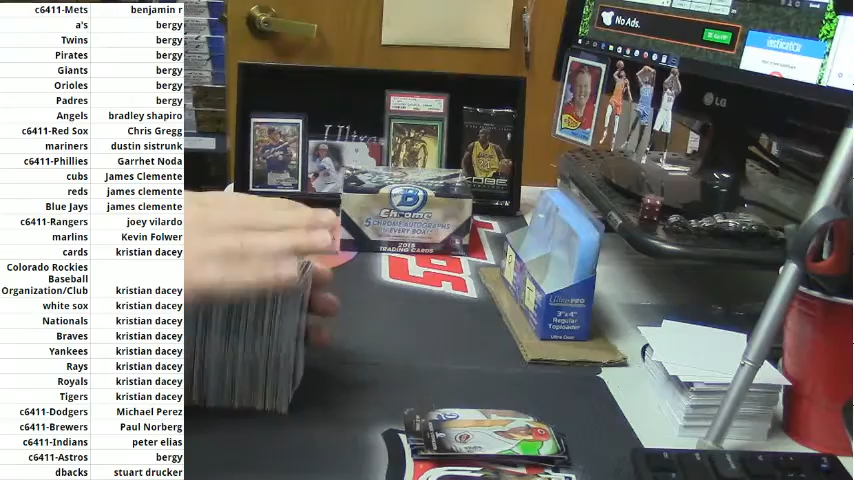 c6411-Mets benjamin r
a's bergy
Twins bergy
Pirates bergy
Giants bergy
Orioles bergy
Padres bergy
Angels bradley shapiro
c6411-Red Sox Chris Gregg
mariners dustin sistrunk
c6411-Phillies Garrhet Noda
cubs James Clemente
reds james clemente
Blue Jays james clemente
c6411-Rangers joey vilardo
marlins Kevin Folwer
cards kristian dacey
Colorado Rockies
Baseball
Organization/Club kristian dacey
white sox kristian dacey
Nationals kristian dacey
Braves kristian dacey
Yankees kristian dacey
Rays kristian dacey
Royals kristian dacey
Tigers kristian dacey
c6411-Dodgers Michael Perez
c6411-Brewers Paul Norberg
c6411-Indians peter elias
c6411-Astros bergy
dbacks stuart drucker
No Ads.
LG
KOBE
B
Chrome
5 CHROME AUTOGRAPHS
IN EVERY BOX!
2015
TRADING CARDS
Ultra PRO
3"x4"
Regular
Toploader
Ultra Clear